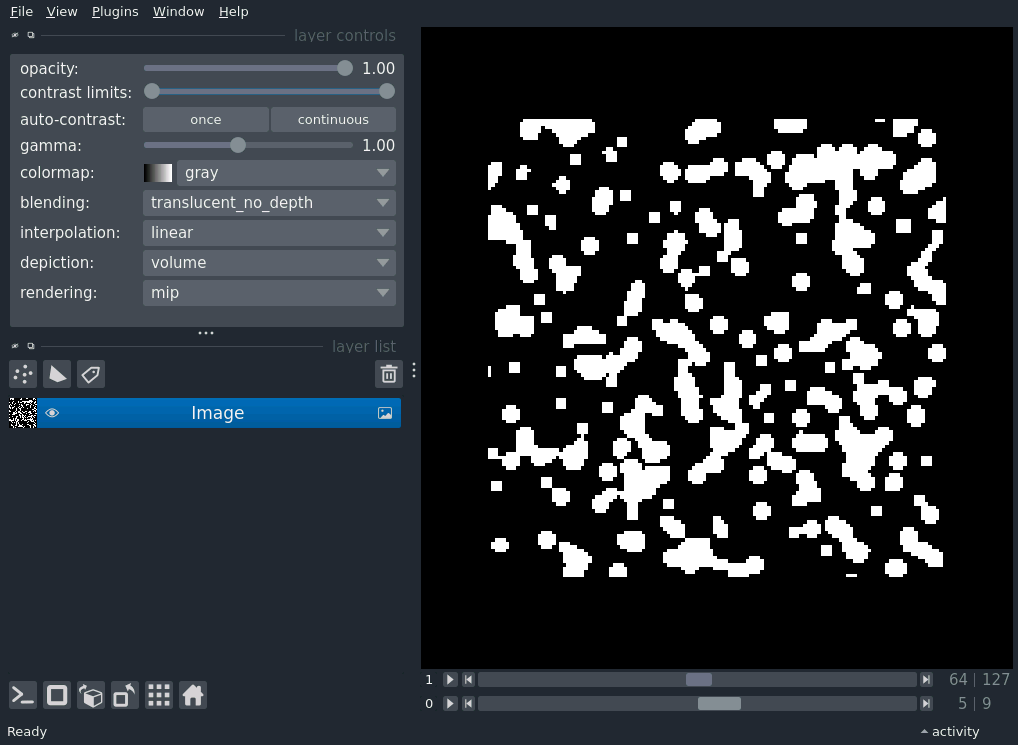 File View Plugins Window Help
layer controls
opacity: 1.00
contrast limits:
auto-contrast: once continuous
gamma: 1.00
colormap: gray
blending: translucent_no_depth
interpolation: linear
depiction: volume
rendering: mip
layer list
Image
1 64 127
0 5 9
Ready activity